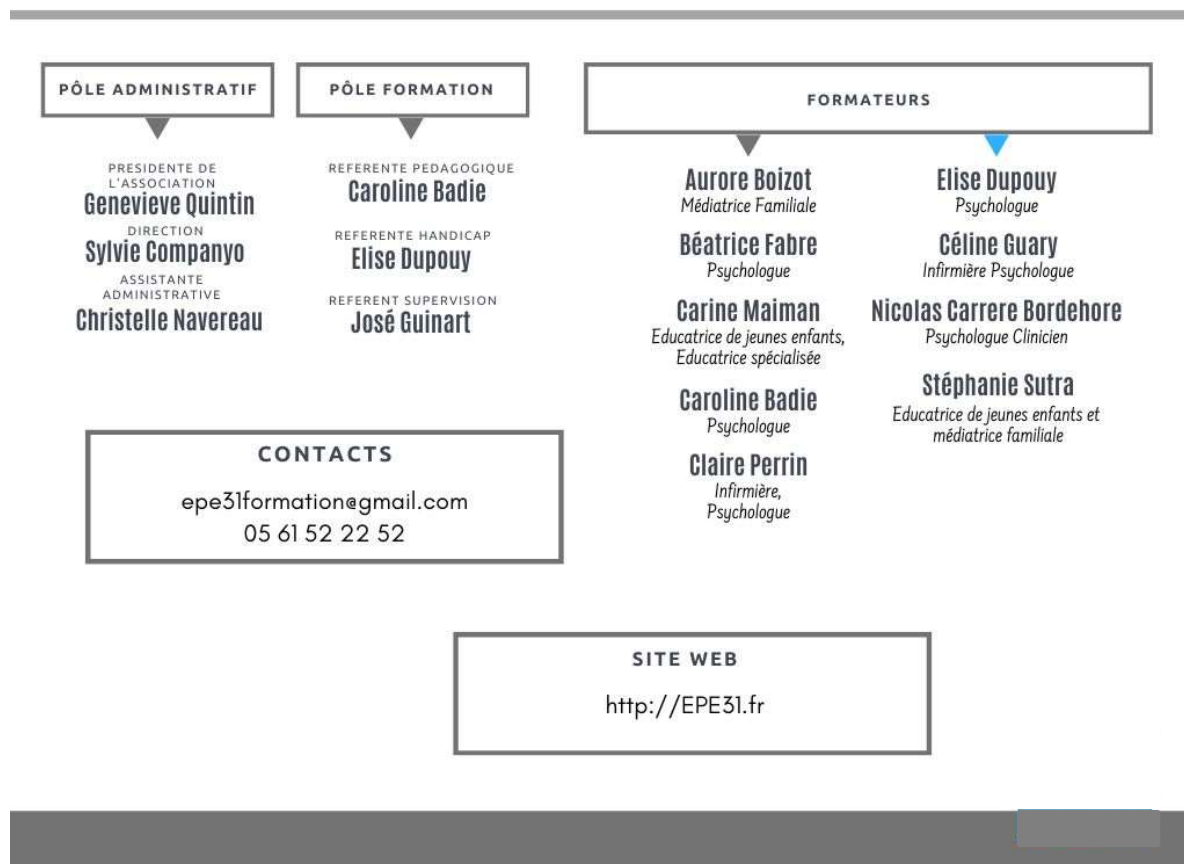 PÔLE ADMINISTRATIF
PRESIDENTE DE
L'ASSOCIATION
Genevieve Quintin
DIRECTION
Sylvie Companyo
ASSISTANTE
ADMINISTRATIVE
Christelle Navereau
PÔLE FORMATION
REFERENTE PEDAGOGIQUE
Caroline Badie
REFERENTE HANDICAP
Elise Dupouy
REFERENT SUPERVISION
José Guinart
FORMATEURS
Aurore Boizot
Médiatrice Familiale
Béatrice Fabre
Psychologue
Carine Maiman
Educatrice de jeunes enfants,
Educatrice spécialisée
Caroline Badie
Psychologue
Claire Perrin
Infirmière,
Psychologue
Elise Dupouy
Psychologue
Céline Guary
Infirmière Psychologue
Nicolas Carrere Bordehore
Psychologue Clinicien
Stéphanie Sutra
Educatrice de jeunes enfants et
médiatrice familiale
CONTACTS
epe31formation@gmail.com
05 61 52 22 52
SITE WEB
http://EPE31.fr